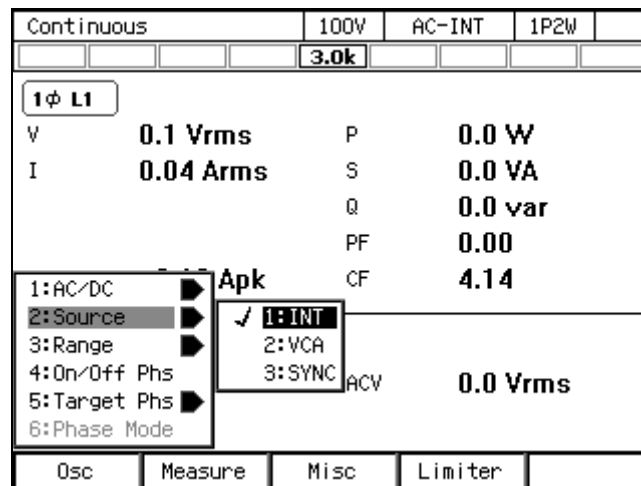 Continuous 100V AC-INT 1P2W
3.0k
1φ L1
V 0.1 Vrms P 0.0 W
I 0.04 Arms S 0.0 VA
Q 0.0 var
PF 0.00
Apk CF 4.14
1:AC/DC
2:Source
3:Range
4:On/Off Phs
5:Target Phs
6:Phase Mode
✓ 1:INT
2:VCA
3:SYNC
ACV 0.0 Vrms
Osc Measure Misc Limiter